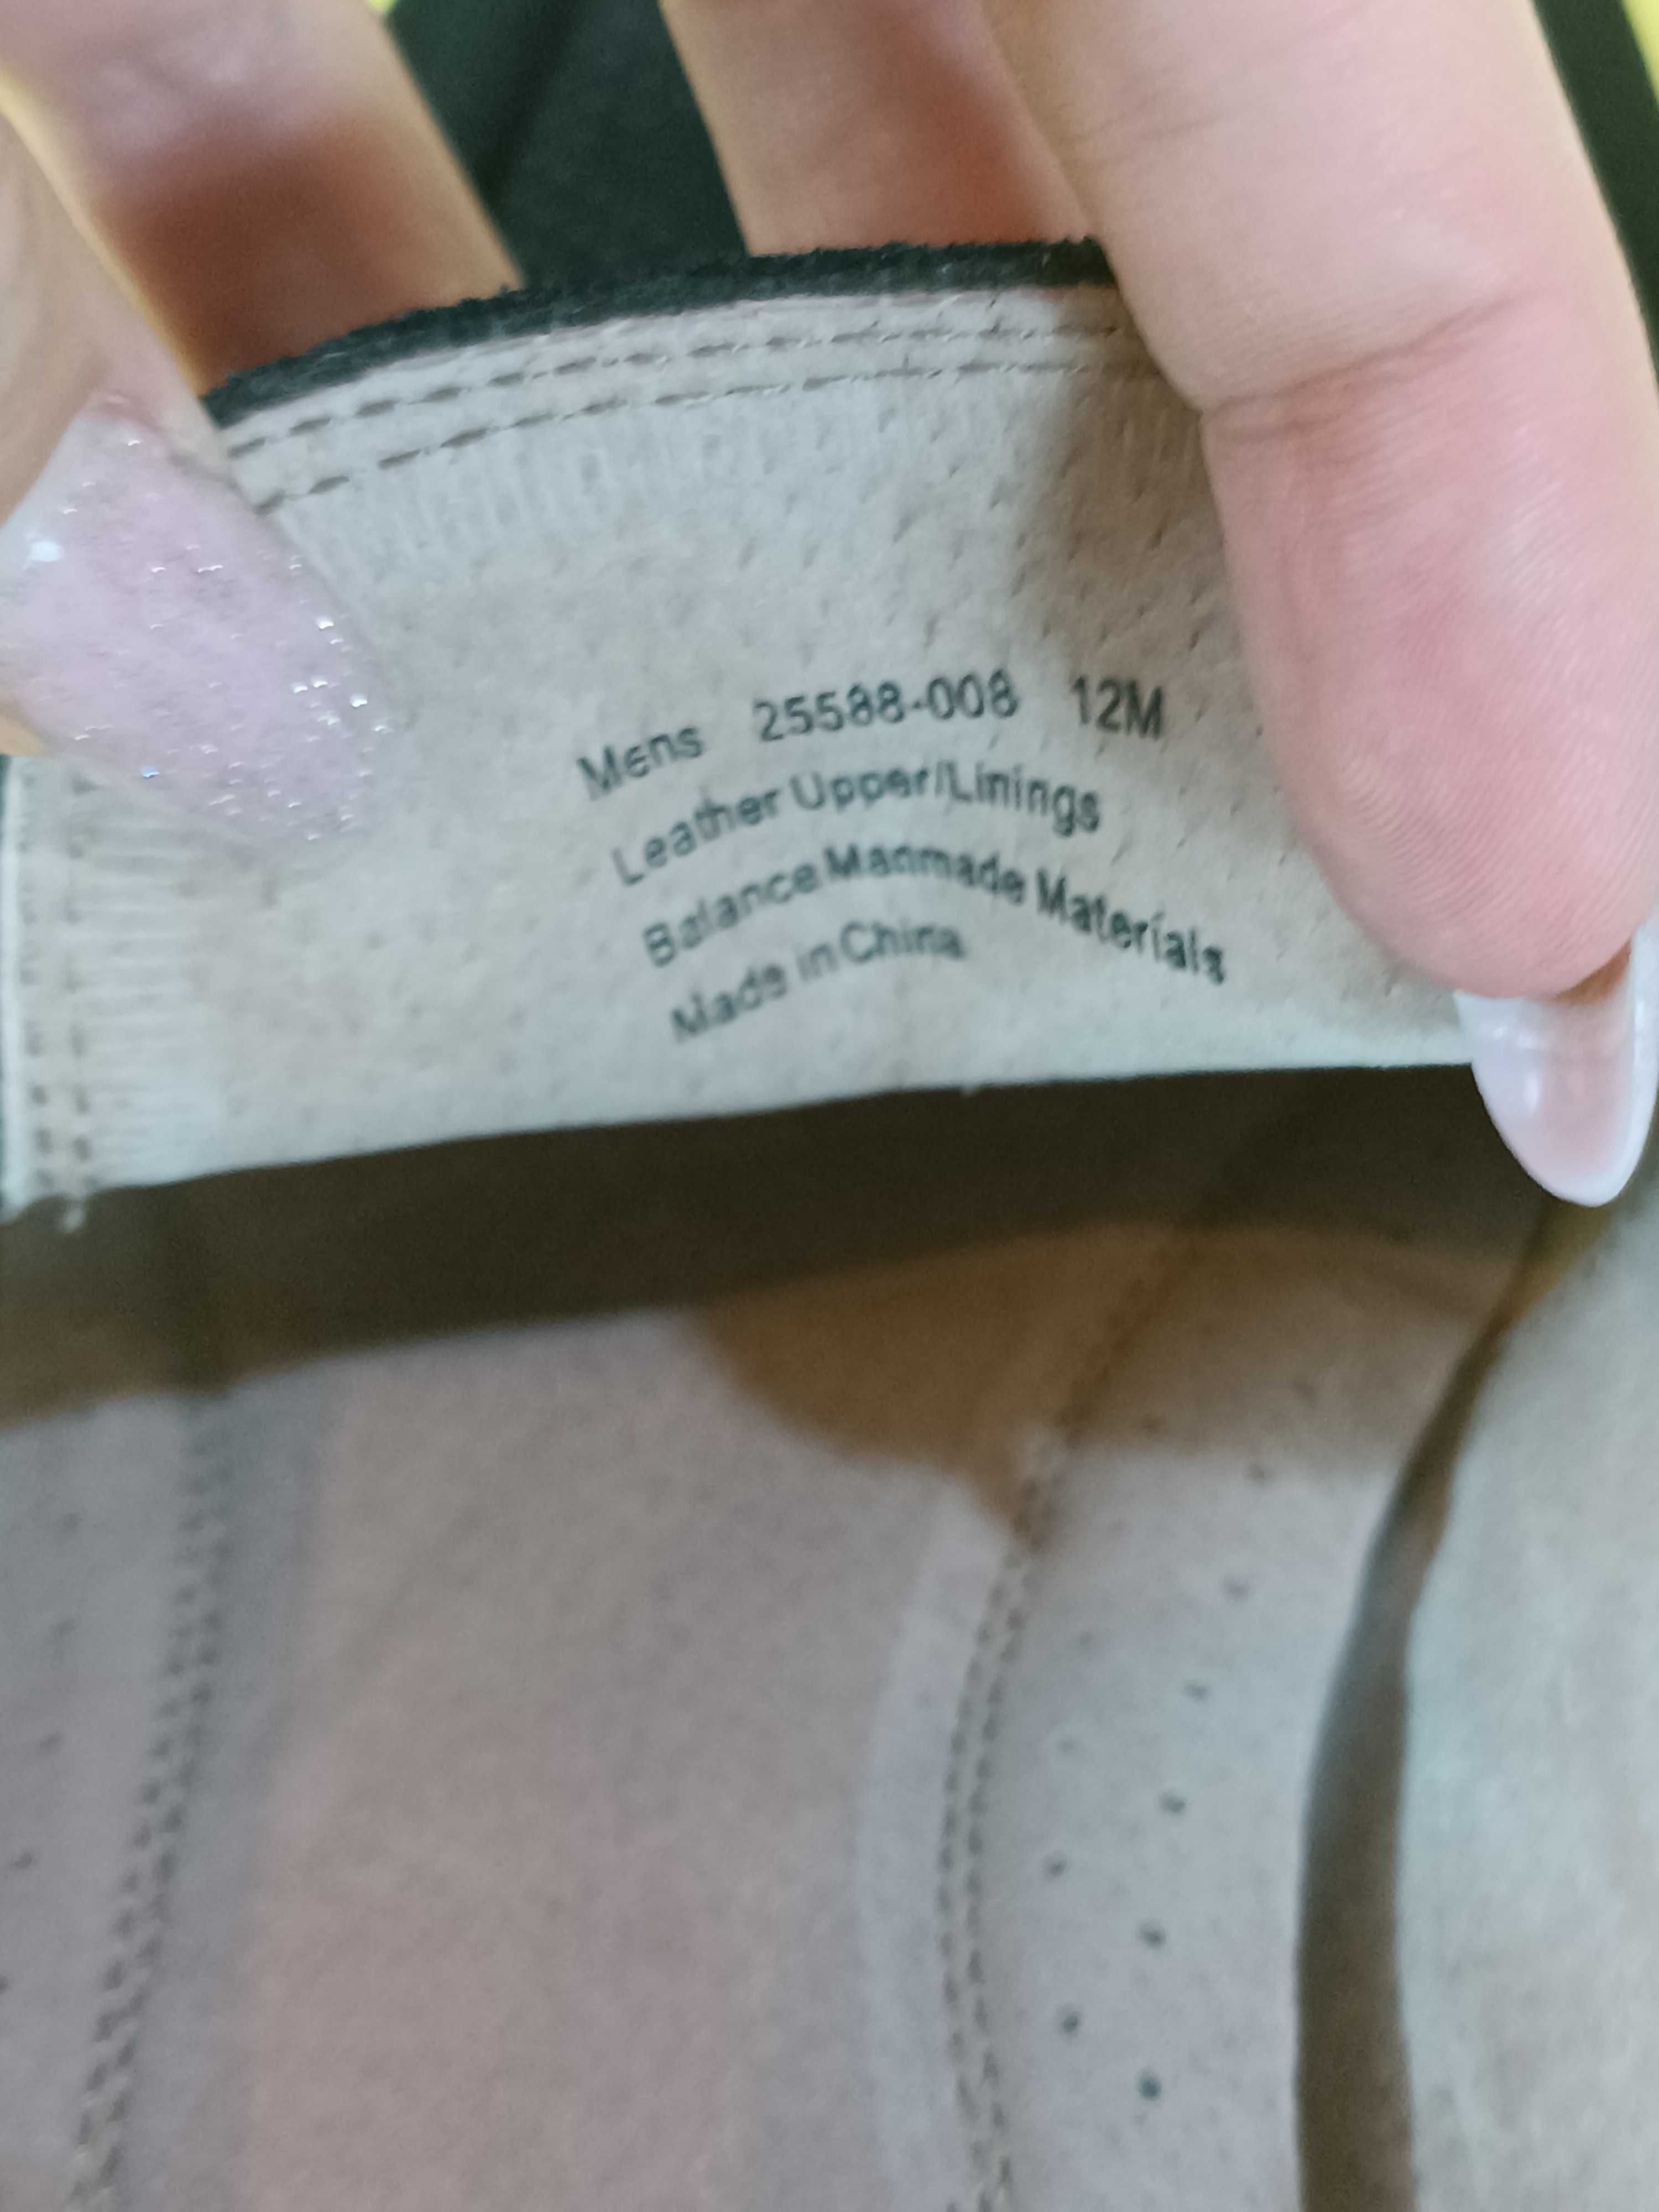 Mens 25588-008 12M
Leather Upper/Linings
Balance Manmade Materials
Made in China